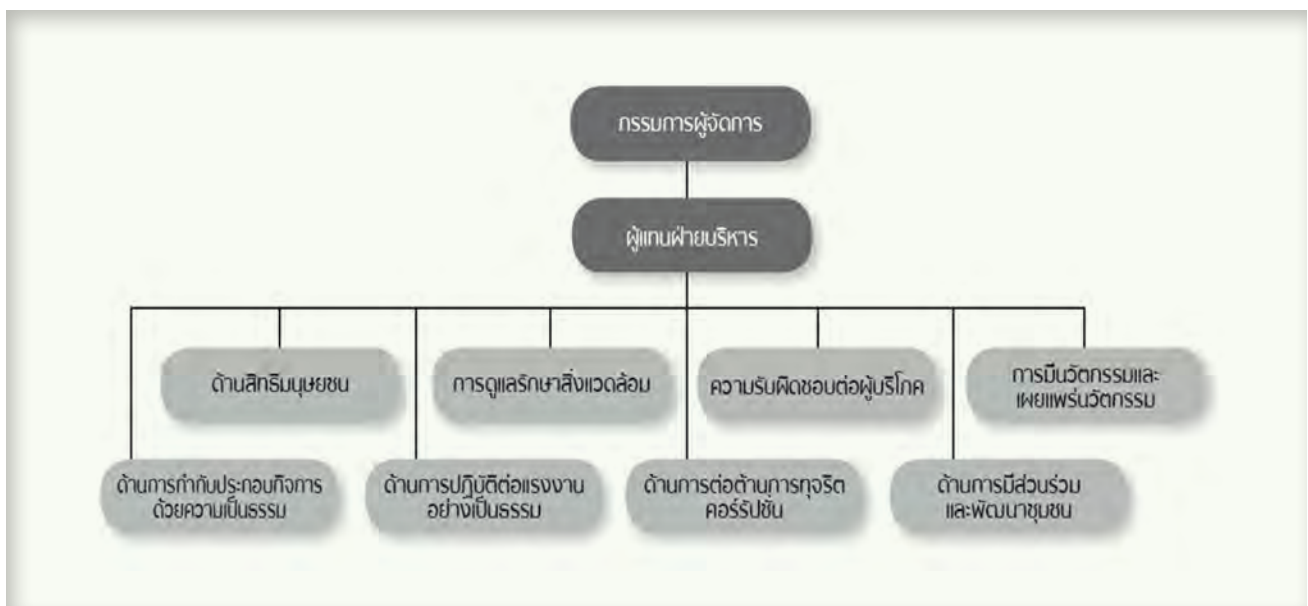 กรรมการผู้จัดการ
ผู้แทนฝ่ายบริหาร
ด้านสิทธิมนุษยชน
การดูแลรักษาสิ่งแวดล้อม
ความรับผิดชอบต่อผู้บริโภค
การมีนวัตกรรมและ
เผยแพร่นวัตกรรม
ด้านการกำกับประกอบกิจการ
ด้วยความเป็นธรรม
ด้านการปฏิบัติต่อแรงงาน
อย่างเป็นธรรม
ด้านการต่อต้านการทุจริต
คอร์รัปชั่น
ด้านการมีส่วนร่วม
และพัฒนาชุมชน